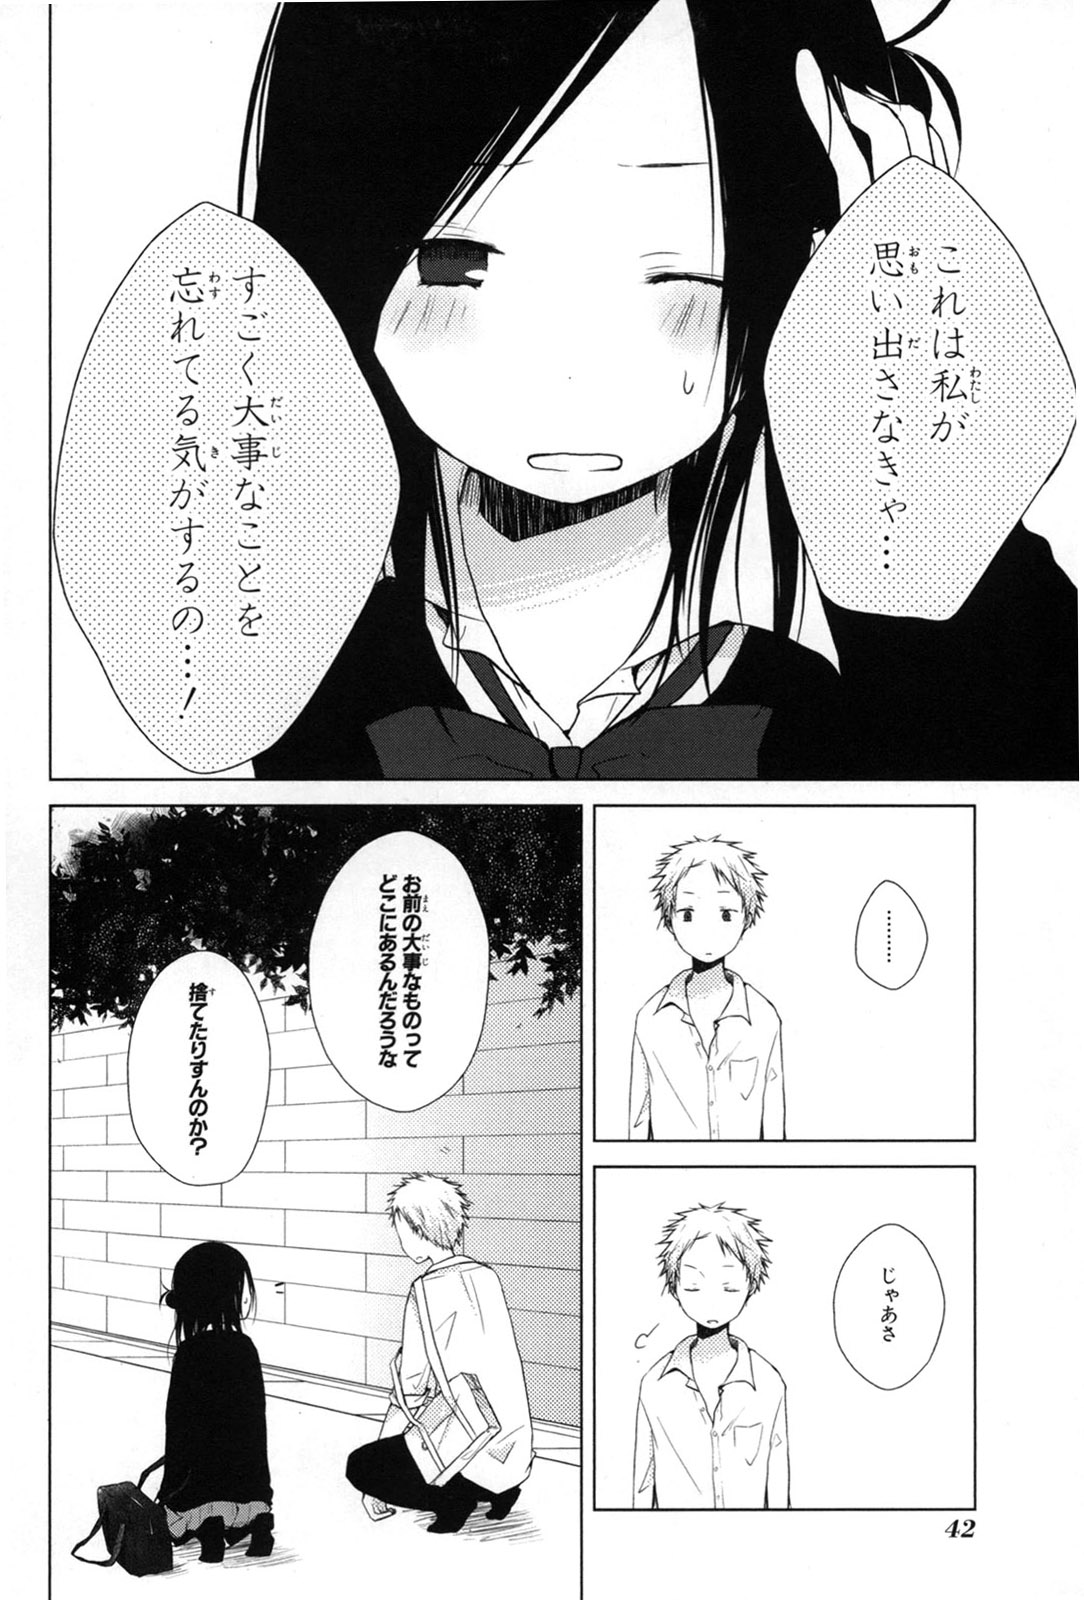 これは私が
思い出さなきゃ…
すごく大事なことを
忘れてる気がするの…！
………
じゃあさ
お前の大事なものって
どこにあるんだろうな
捨てたりすんのか？
42